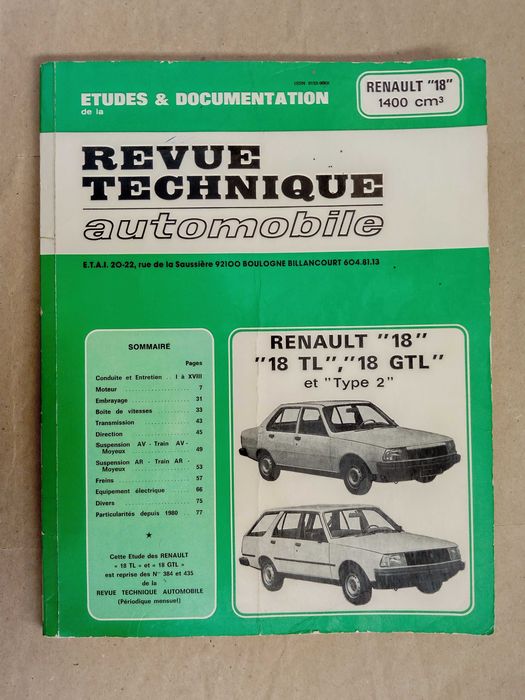 ETUDES & DOCUMENTATION
de la
RENAULT "18"
1400 cm³
REVUE
TECHNIQUE
automobile
E.T.A.I. 20-22, rue de la Saussière 92100 BOULOGNE BILLANCOURT 604.81.13
SOMMAIRE
Pages
Conduite et Entretien . . I à XVIII
Moteur . . . . . . . . . . . . . . . . 7
Embrayage . . . . . . . . . . . . . 31
Boîte de vitesses . . . . . . . . . 33
Transmission . . . . . . . . . . . . 43
Direction . . . . . . . . . . . . . . 45
Suspension AV - Train AV -
Moyeux . . . . . . . . . . . . . . 49
Suspension AR - Train AR -
Moyeux . . . . . . . . . . . . . . 53
Freins . . . . . . . . . . . . . . . . 57
Equipement électrique . . . . . 66
Divers . . . . . . . . . . . . . . . . 75
Particularités depuis 1980 . . 77
★
Cette Etude des RENAULT
« 18 TL » et « 18 GTL »
est reprise des N° 384 et 435
de la
REVUE TECHNIQUE AUTOMOBILE
(Périodique mensuel)
RENAULT "18"
"18 TL", "18 GTL"
et "Type 2"